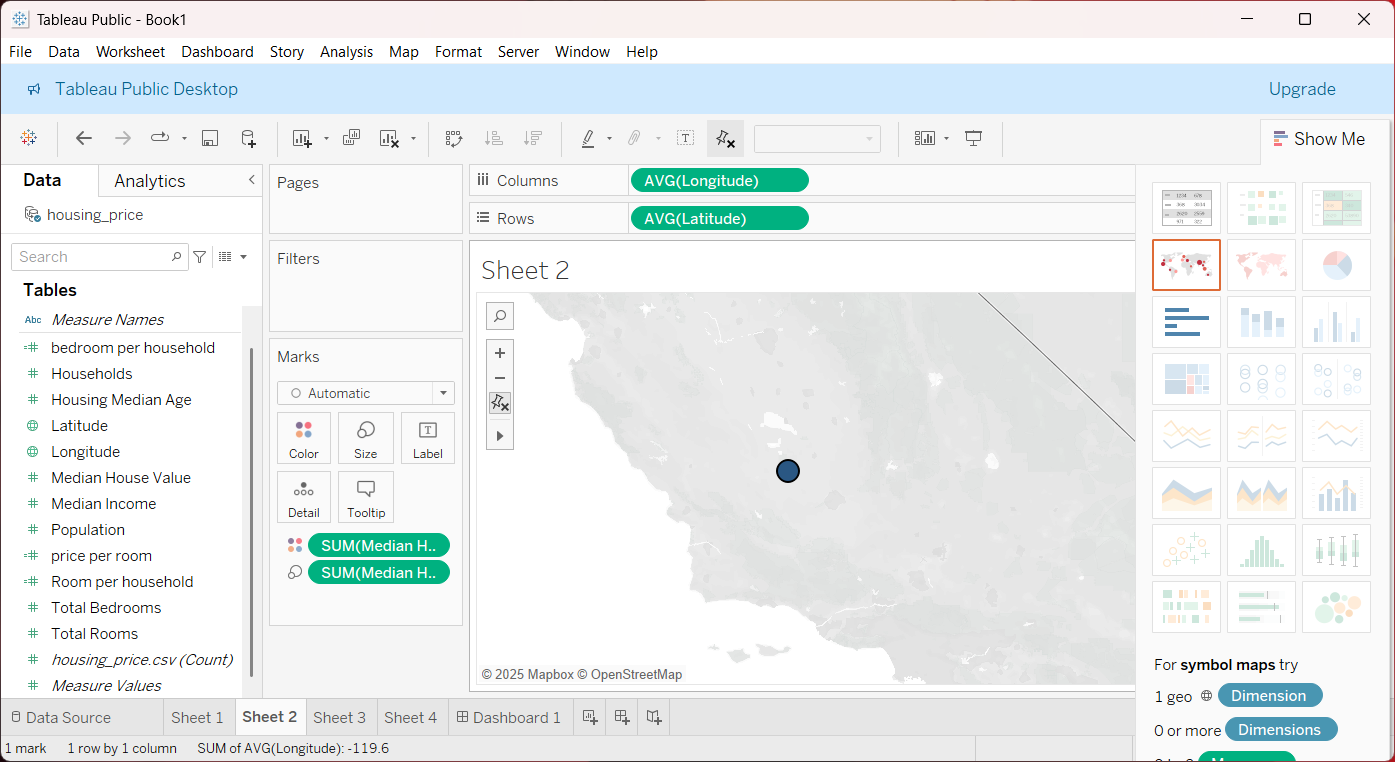 Tableau Public - Book1
File Data Worksheet Dashboard Story Analysis Map Format Server Window Help
Tableau Public Desktop Upgrade
Show Me
Data Analytics
housing_price
Search
Tables
Abc Measure Names
bedroom per household
Households
Housing Median Age
Latitude
Longitude
Median House Value
Median Income
Population
price per room
Room per household
Total Bedrooms
Total Rooms
housing_price.csv (Count)
Measure Values
Pages
Filters
Marks
Automatic
Color Size Label
Detail Tooltip
SUM(Median H..
SUM(Median H..
Columns AVG(Longitude)
Rows AVG(Latitude)
Sheet 2
© 2025 Mapbox © OpenStreetMap
For symbol maps try
1 geo Dimension
0 or more Dimensions
Data Source Sheet 1 Sheet 2 Sheet 3 Sheet 4 Dashboard 1
1 mark 1 row by 1 column SUM of AVG(Longitude): -119.6